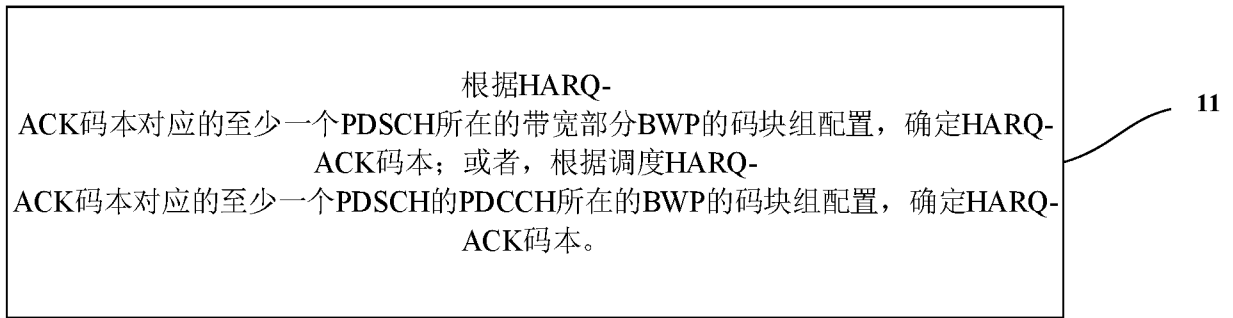 根据HARQ-
ACK码本对应的至少一个PDSCH所在的带宽部分BWP的码块组配置，确定HARQ-
ACK码本；或者，根据调度HARQ-
ACK码本对应的至少一个PDSCH的PDCCH所在的BWP的码块组配置，确定HARQ-
ACK码本。
11